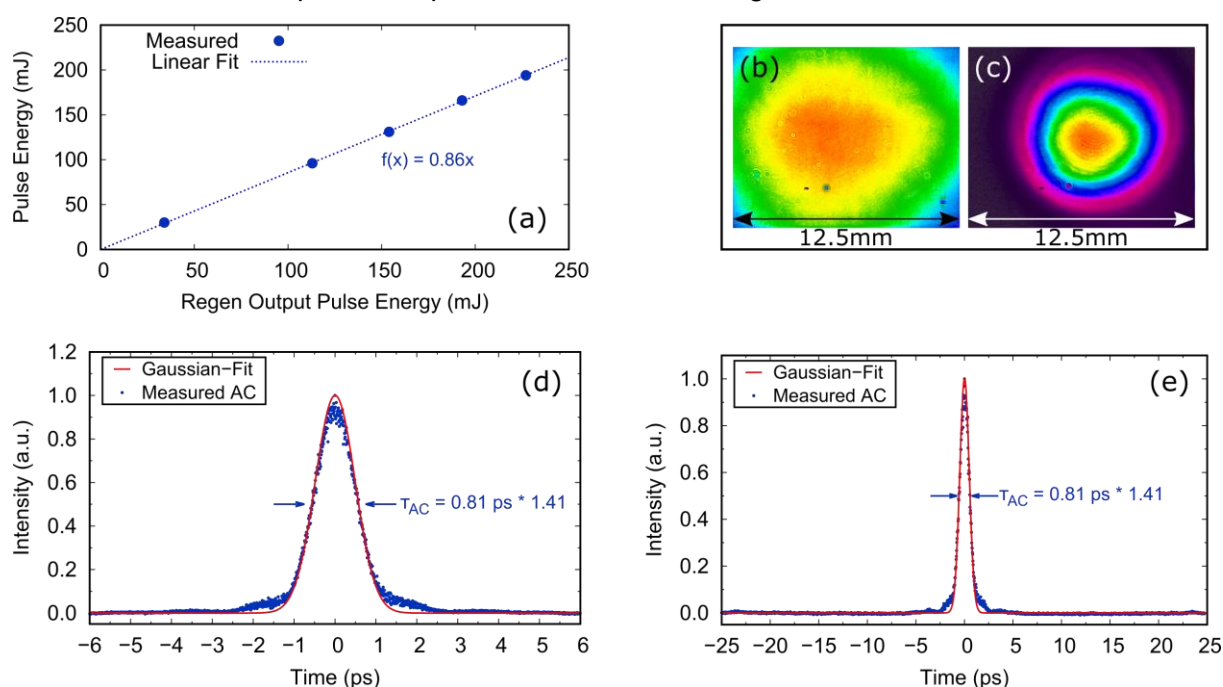 250
200
150
100
50
0
Pulse Energy (mJ)
Measured
Linear Fit
f(x) = 0.86x
(a)
0 50 100 150 200 250
Regen Output Pulse Energy (mJ)
(b) (c)
12.5mm 12.5mm
1.2
1.0
0.8
0.6
0.4
0.2
0.0
Intensity (a.u.)
Gaussian−Fit
Measured AC
(d)
τAC = 0.81 ps * 1.41
−6 −5 −4 −3 −2 −1 0 1 2 3 4 5 6
Time (ps)
1.0
0.8
0.6
0.4
0.2
0.0
Intensity (a.u.)
Gaussian−Fit
Measured AC
(e)
τAC = 0.81 ps * 1.41
−25 −20 −15 −10 −5 0 5 10 15 20 25
Time (ps)